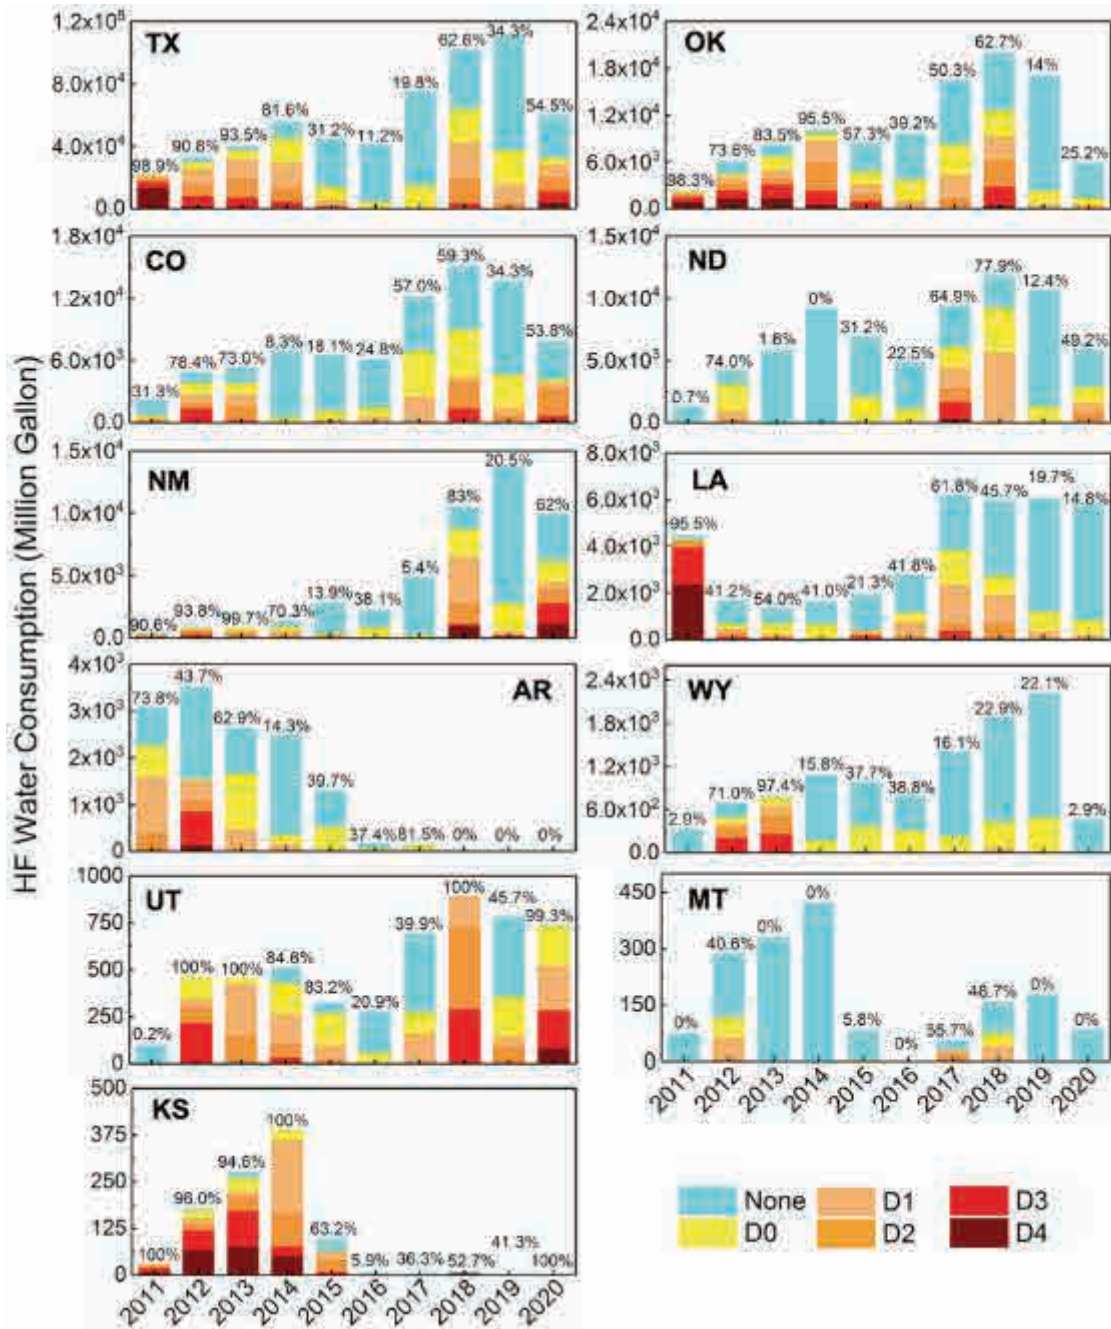 HF Water Consumption (Million Gallon)
TX
1.2x10⁵
8.0x10⁴
4.0x10⁴
0.0
98.9% 90.8% 93.5% 81.6% 31.2% 11.2% 19.8% 62.6% 34.3% 54.5%
OK
2.4x10⁴
1.8x10⁴
1.2x10⁴
6.0x10³
0.0
98.3% 73.6% 83.5% 95.5% 57.3% 39.2% 50.3% 62.7% 14% 25.2%
CO
1.8x10⁴
1.2x10⁴
6.0x10³
0.0
31.3% 78.4% 73.0% 8.3% 18.1% 24.8% 57.0% 59.3% 34.3% 53.8%
ND
1.5x10⁴
1.0x10⁴
5.0x10³
0.0
0.7% 74.0% 1.6% 0% 31.2% 22.5% 64.9% 77.9% 12.4% 49.2%
NM
1.5x10⁴
1.0x10⁴
5.0x10³
0.0
90.6% 93.8% 99.7% 70.3% 13.9% 38.1% 5.4% 83% 20.5% 62%
LA
8.0x10³
6.0x10³
4.0x10³
2.0x10³
0.0
95.5% 41.2% 54.0% 41.0% 21.3% 41.8% 61.8% 45.7% 19.7% 14.8%
AR
4x10³
3x10³
2x10³
1x10³
0
73.8% 43.7% 62.9% 14.3% 39.7% 37.4% 81.5% 0% 0% 0%
WY
2.4x10³
1.8x10³
1.2x10³
6.0x10²
0.0
2.9% 71.0% 97.4% 15.8% 37.7% 38.8% 16.1% 22.9% 22.1% 2.9%
UT
1000
750
500
250
0
0.2% 100% 100% 84.6% 83.2% 20.9% 39.9% 100% 45.7% 99.3%
MT
450
300
150
0
0% 40.6% 0% 0% 5.8% 0% 55.7% 48.7% 0% 0%
2011 2012 2013 2014 2015 2016 2017 2018 2019 2020
KS
500
375
250
125
0
100% 96.0% 94.6% 100% 63.2% 5.9% 36.3% 52.7% 41.3% 100%
2011 2012 2013 2014 2015 2016 2017 2018 2019 2020
None D1 D3
D0 D2 D4